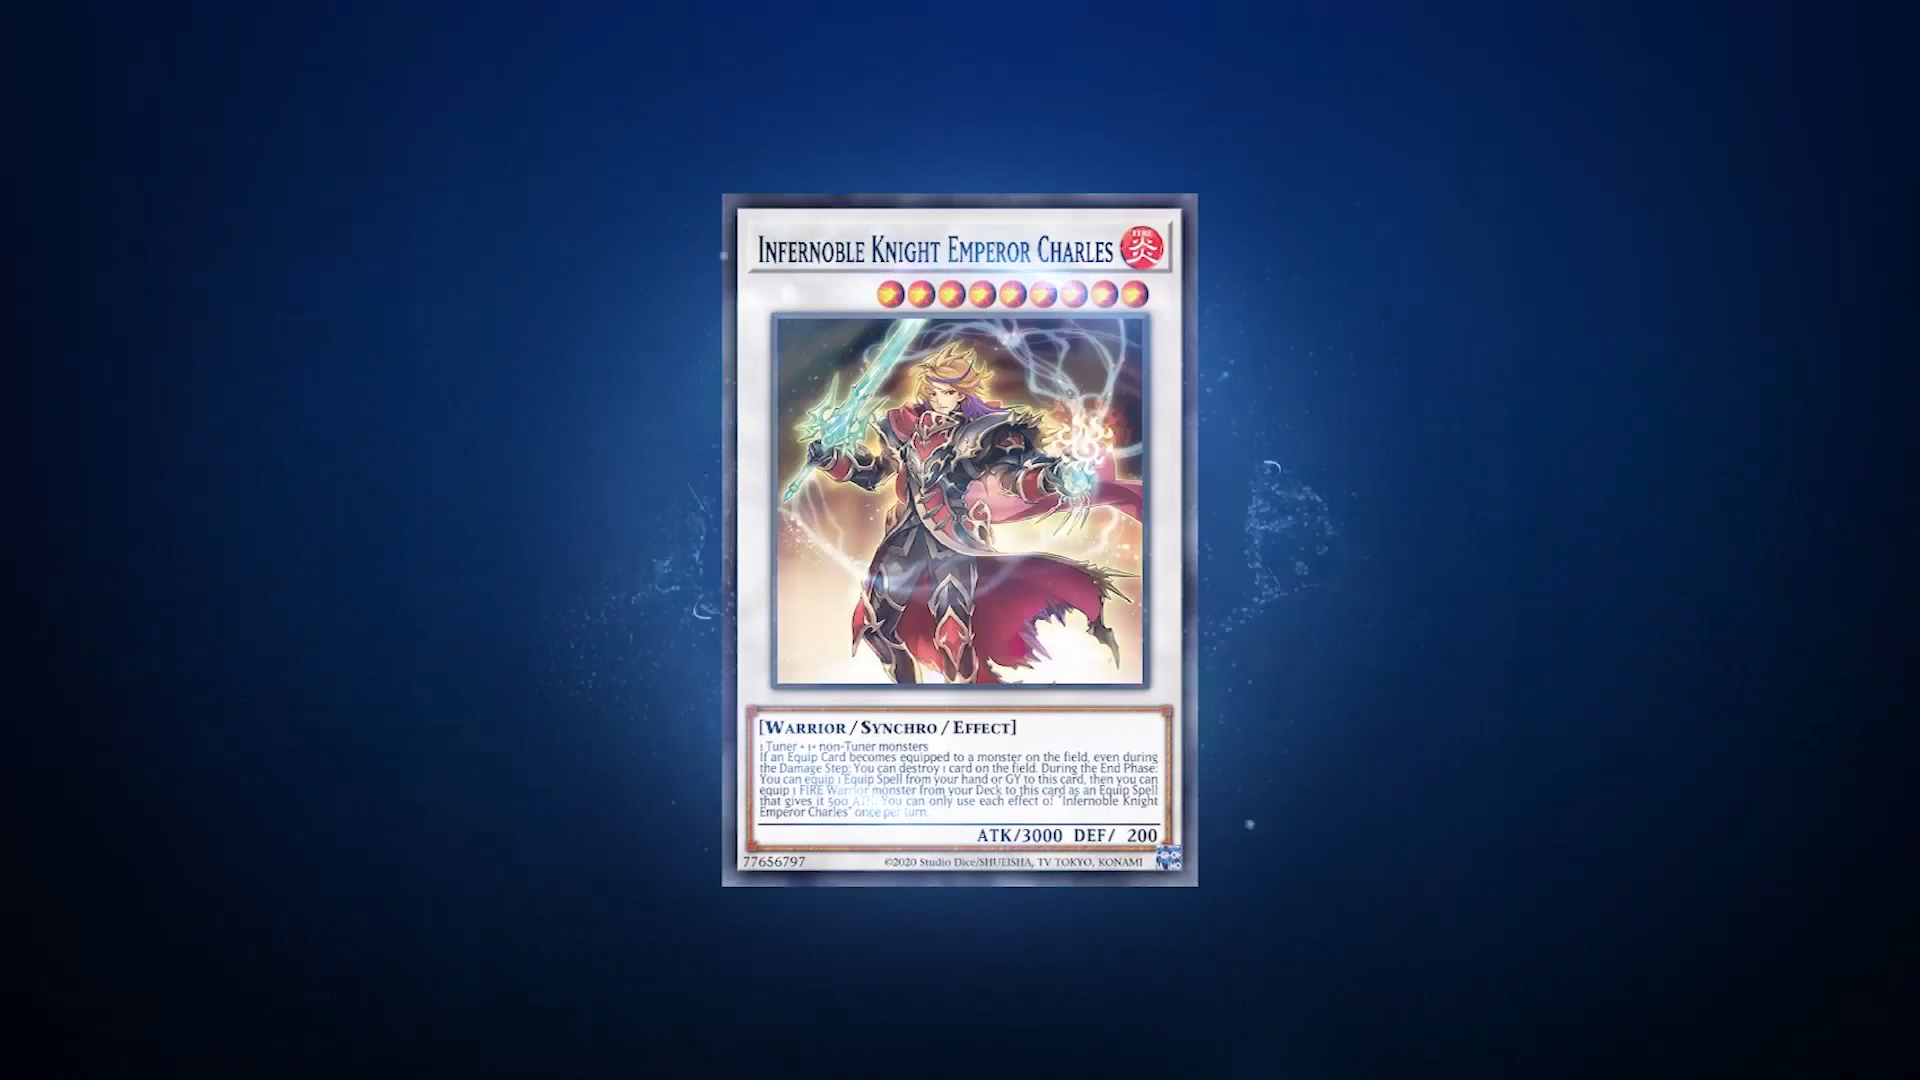 INFERNOBLE KNIGHT EMPEROR CHARLES
FIRE
炎
[WARRIOR/SYNCHRO/EFFECT]
1 Tuner + 1+ non-Tuner monsters
If an Equip Card becomes equipped to a monster on the field, even during
the Damage Step: You can destroy 1 card on the field. During the End Phase:
You can equip 1 Equip Spell from your hand or GY to this card, then you can
equip 1 FIRE Warrior monster from your Deck to this card as an Equip Spell
that gives it 500 ATK. You can only use each effect of "Infernoble Knight
Emperor Charles" once per turn.
ATK/3000 DEF/ 200
77656797
©2020 Studio Dice/SHUEISHA, TV TOKYO, KONAMI